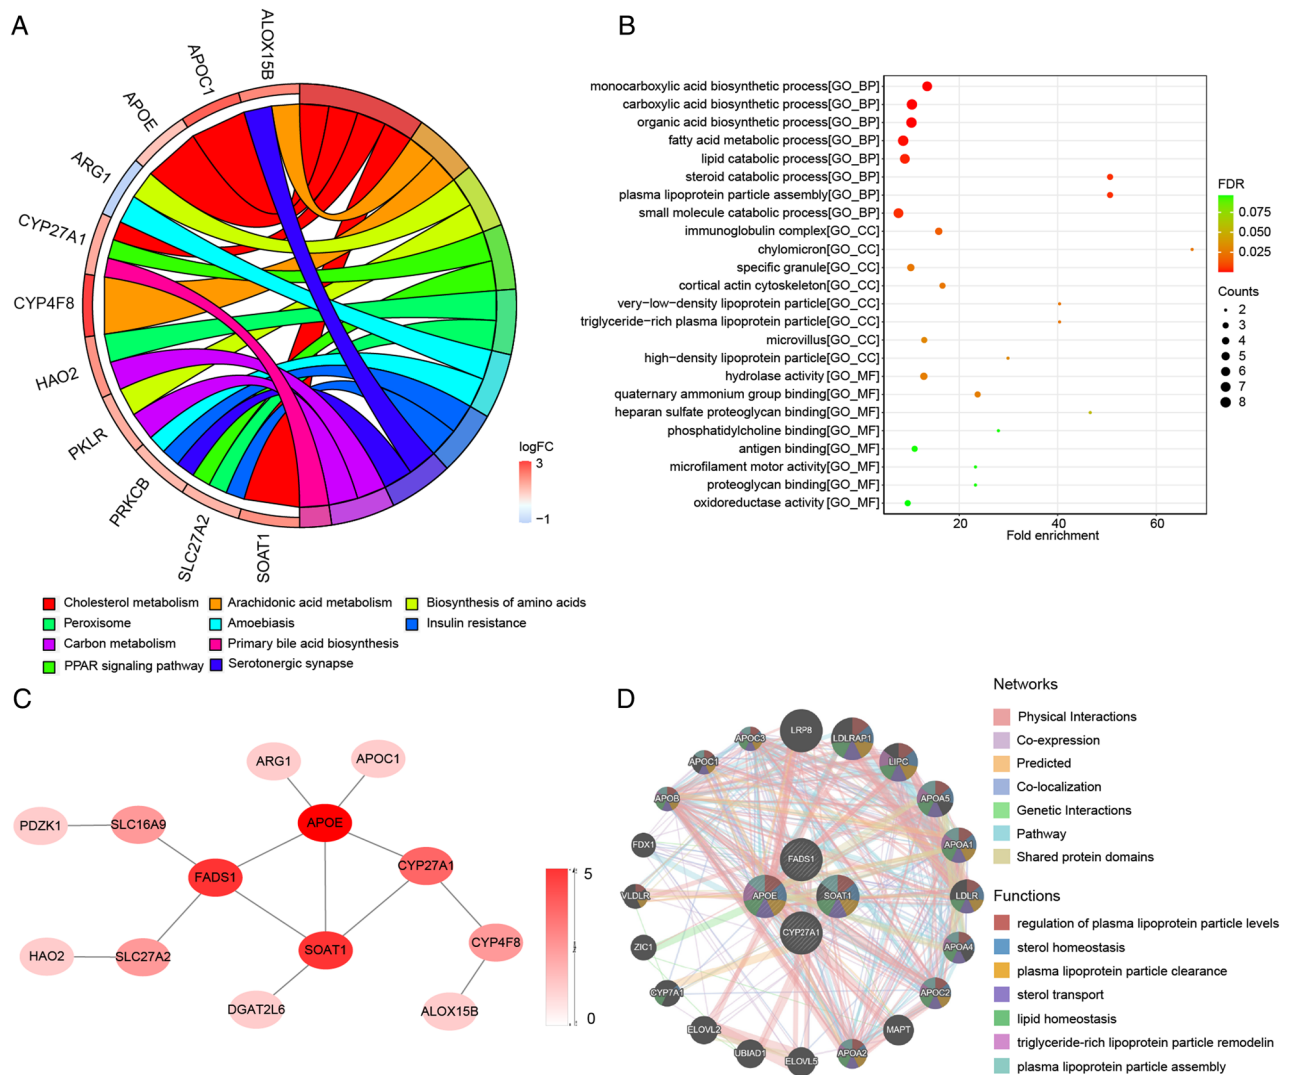 A
ALOX15B
APOC1
APOE
ARG1
CYP27A1
CYP4F8
HAO2
PKLR
PRKCB
SLC27A2
SOAT1
logFC
3
−1
Cholesterol metabolism
Arachidonic acid metabolism
Biosynthesis of amino acids
Peroxisome
Amoebiasis
Insulin resistance
Carbon metabolism
Primary bile acid biosynthesis
PPAR signaling pathway
Serotonergic synapse
B
monocarboxylic acid biosynthetic process[GO_BP]
carboxylic acid biosynthetic process[GO_BP]
organic acid biosynthetic process[GO_BP]
fatty acid metabolic process[GO_BP]
lipid catabolic process[GO_BP]
steroid catabolic process[GO_BP]
plasma lipoprotein particle assembly[GO_BP]
small molecule catabolic process[GO_BP]
immunoglobulin complex[GO_CC]
chylomicron[GO_CC]
specific granule[GO_CC]
cortical actin cytoskeleton[GO_CC]
very−low−density lipoprotein particle[GO_CC]
triglyceride−rich plasma lipoprotein particle[GO_CC]
microvillus[GO_CC]
high−density lipoprotein particle[GO_CC]
hydrolase activity [GO_MF]
quaternary ammonium group binding[GO_MF]
heparan sulfate proteoglycan binding[GO_MF]
phosphatidylcholine binding[GO_MF]
antigen binding[GO_MF]
microfilament motor activity[GO_MF]
proteoglycan binding[GO_MF]
oxidoreductase activity [GO_MF]
20
40
60
Fold enrichment
FDR
0.075
0.050
0.025
Counts
2
3
4
5
6
7
8
C
ARG1
APOC1
PDZK1
SLC16A9
APOE
FADS1
CYP27A1
HAO2
SLC27A2
SOAT1
CYP4F8
DGAT2L6
ALOX15B
5
0
D
LRP8
APOC3
LDLRAP1
APOC1
LIPC
APOB
APOA5
FDX1
FADS1
APOA1
VLDLR
APOE
SOAT1
LDLR
CYP27A1
ZIC1
APOA4
CYP7A1
APOC2
ELOVL2
MAPT
UBIAD1
ELOVL5
APOA2
Networks
Physical Interactions
Co-expression
Predicted
Co-localization
Genetic Interactions
Pathway
Shared protein domains
Functions
regulation of plasma lipoprotein particle levels
sterol homeostasis
plasma lipoprotein particle clearance
sterol transport
lipid homeostasis
triglyceride-rich lipoprotein particle remodelin
plasma lipoprotein particle assembly